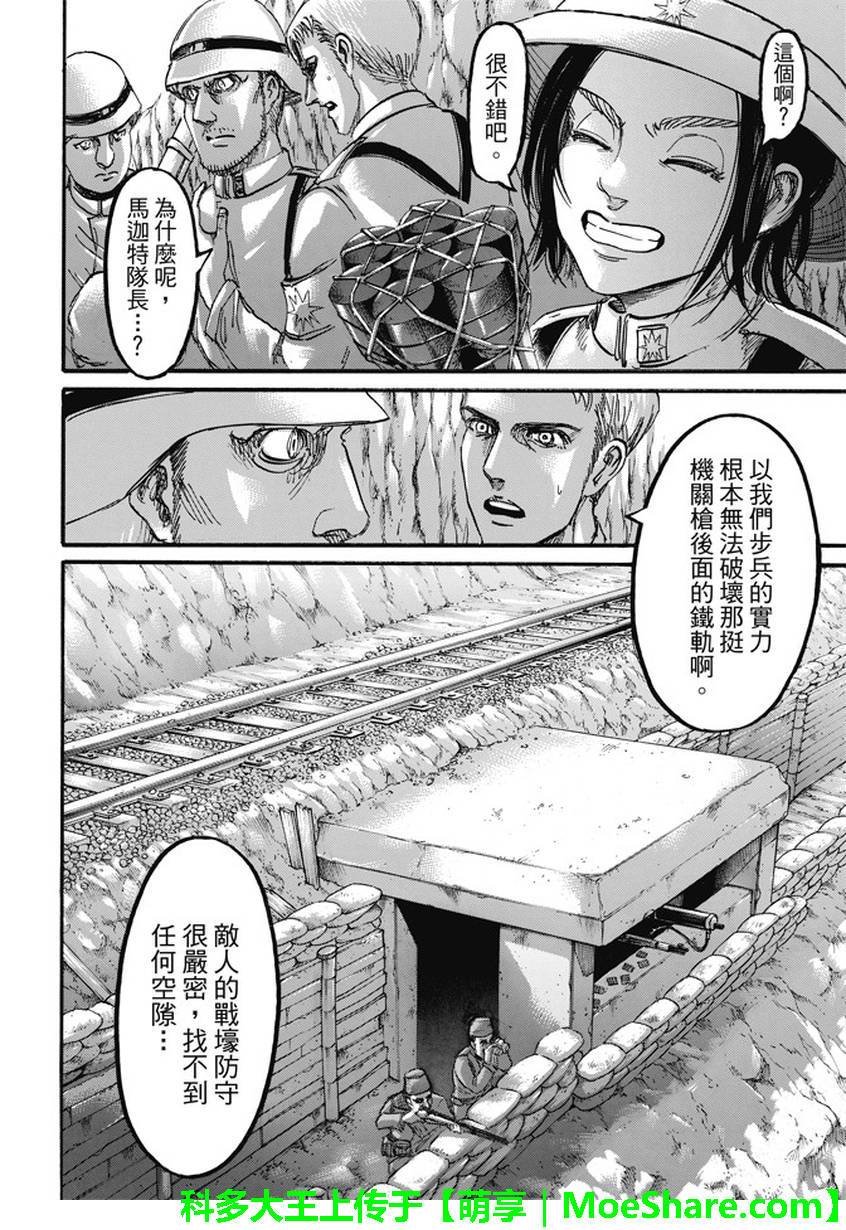 這個啊？
很不錯吧。
為什麼呢，
馬迦特隊長…？
以我們步兵的實力
根本無法破壞那挺
機關槍後面的鐵軌啊。
敵人的戰壕防守
很嚴密，找不到
任何空隙…
科多大王上传于【萌享｜MoeShare.com】